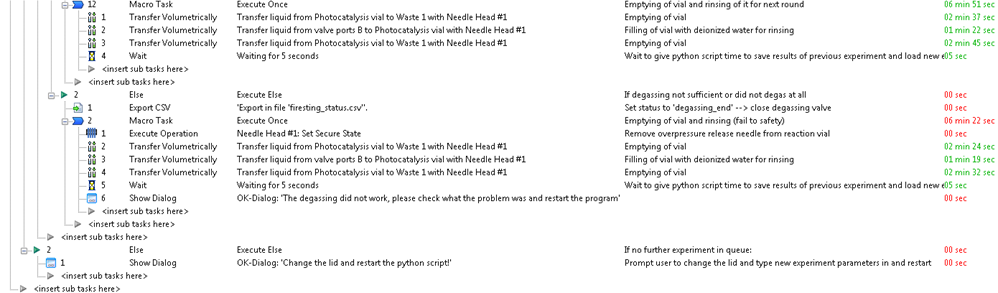 12 Macro Task Execute Once Emptying of vial and rinsing of it for next round 06 min 51 sec
1 Transfer Volumetrically Transfer liquid from Photocatalysis vial to Waste 1 with Needle Head #1 Emptying of vial 02 min 37 sec
2 Transfer Volumetrically Transfer liquid from valve ports B to Photocatalysis vial with Needle Head #1 Filling of vial with deionized water for rinsing 01 min 22 sec
3 Transfer Volumetrically Transfer liquid from Photocatalysis vial to Waste 1 with Needle Head #1 Emptying of vial 02 min 45 sec
4 Wait Waiting for 5 seconds Wait to give python script time to save results of previous experiment and load new e 05 sec
<insert sub tasks here>
<insert sub tasks here>
2 Else Execute Else If degassing not sufficient or did not degas at all 00 sec
1 Export CSV 'Export in file 'firesting_status.csv''. Set status to 'degassing_end' --> close degassing valve 00 sec
2 Macro Task Execute Once Emptying of vial and rinsing (fail to safety) 06 min 22 sec
1 Execute Operation Needle Head #1: Set Secure State Remove overpressure release needle from reaction vial 00 sec
2 Transfer Volumetrically Transfer liquid from Photocatalysis vial to Waste 1 with Needle Head #1 Emptying of vial 02 min 24 sec
3 Transfer Volumetrically Transfer liquid from valve ports B to Photocatalysis vial with Needle Head #1 Filling of vial with deionized water for rinsing 01 min 19 sec
4 Transfer Volumetrically Transfer liquid from Photocatalysis vial to Waste 1 with Needle Head #1 Emptying of vial 02 min 32 sec
5 Wait Waiting for 5 seconds Wait to give python script time to save results of previous experiment and load new e 05 sec
6 Show Dialog OK-Dialog: 'The degassing did not work, please check what the problem was and restart the program' 00 sec
<insert sub tasks here>
<insert sub tasks here>
<insert sub tasks here>
2 Else Execute Else If no further experiment in queue: 00 sec
1 Show Dialog OK-Dialog: 'Change the lid and restart the python script!' Prompt user to change the lid and type new experiment parameters in and restart 00 sec
<insert sub tasks here>
<insert sub tasks here>